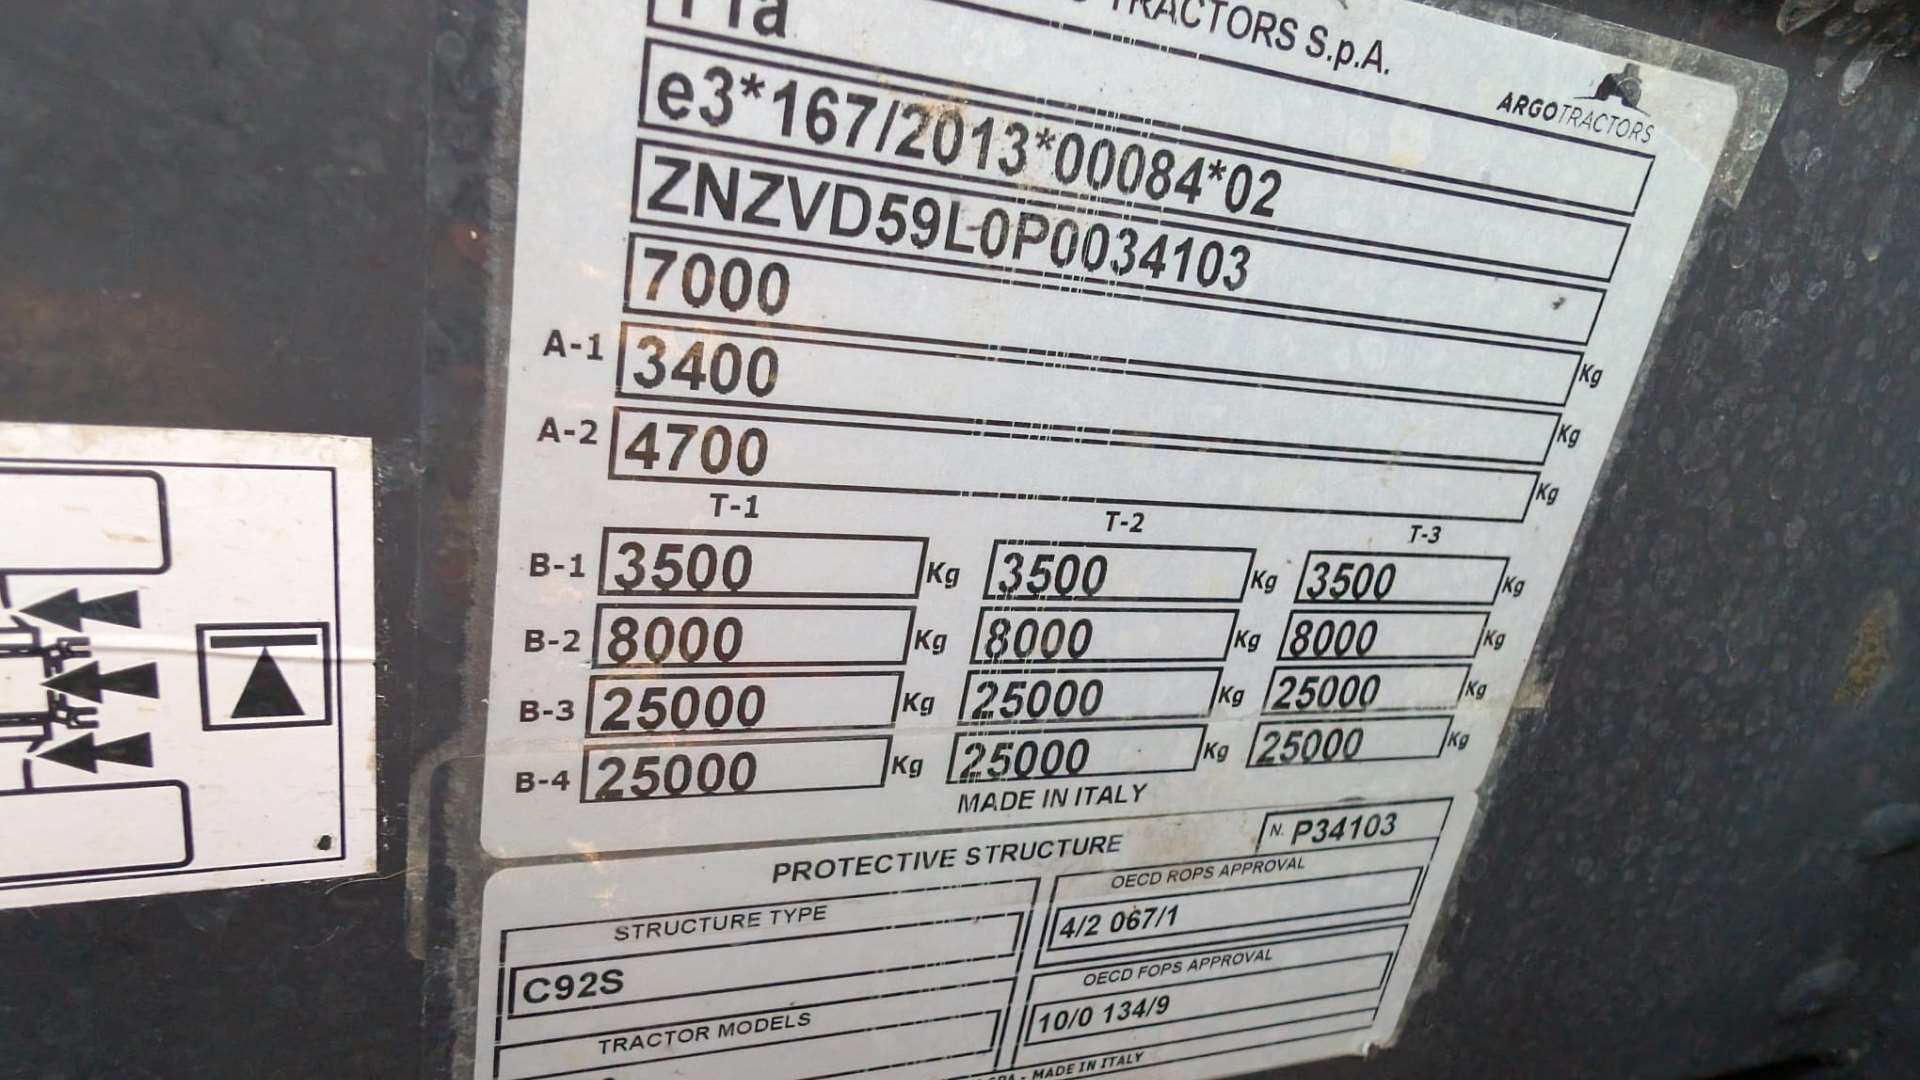 TRACTORS S.p.A.
ARGOTRACTORS
e3*167/2013*00084*02
ZNZVD59L0P0034103
7000 Kg
A-1 3400 Kg
A-2 4700 Kg
T-1 T-2 T-3
B-1 3500 Kg 3500 Kg 3500 Kg
B-2 8000 Kg 8000 Kg 8000 Kg
B-3 25000 Kg 25000 Kg 25000 Kg
B-4 25000 Kg 25000 Kg 25000 Kg
MADE IN ITALY
PROTECTIVE STRUCTURE
N. P34103
STRUCTURE TYPE
C92S
TRACTOR MODELS
OECD ROPS APPROVAL
4/2 067/1
OECD FOPS APPROVAL
10/0 134/9
- MADE IN ITALY